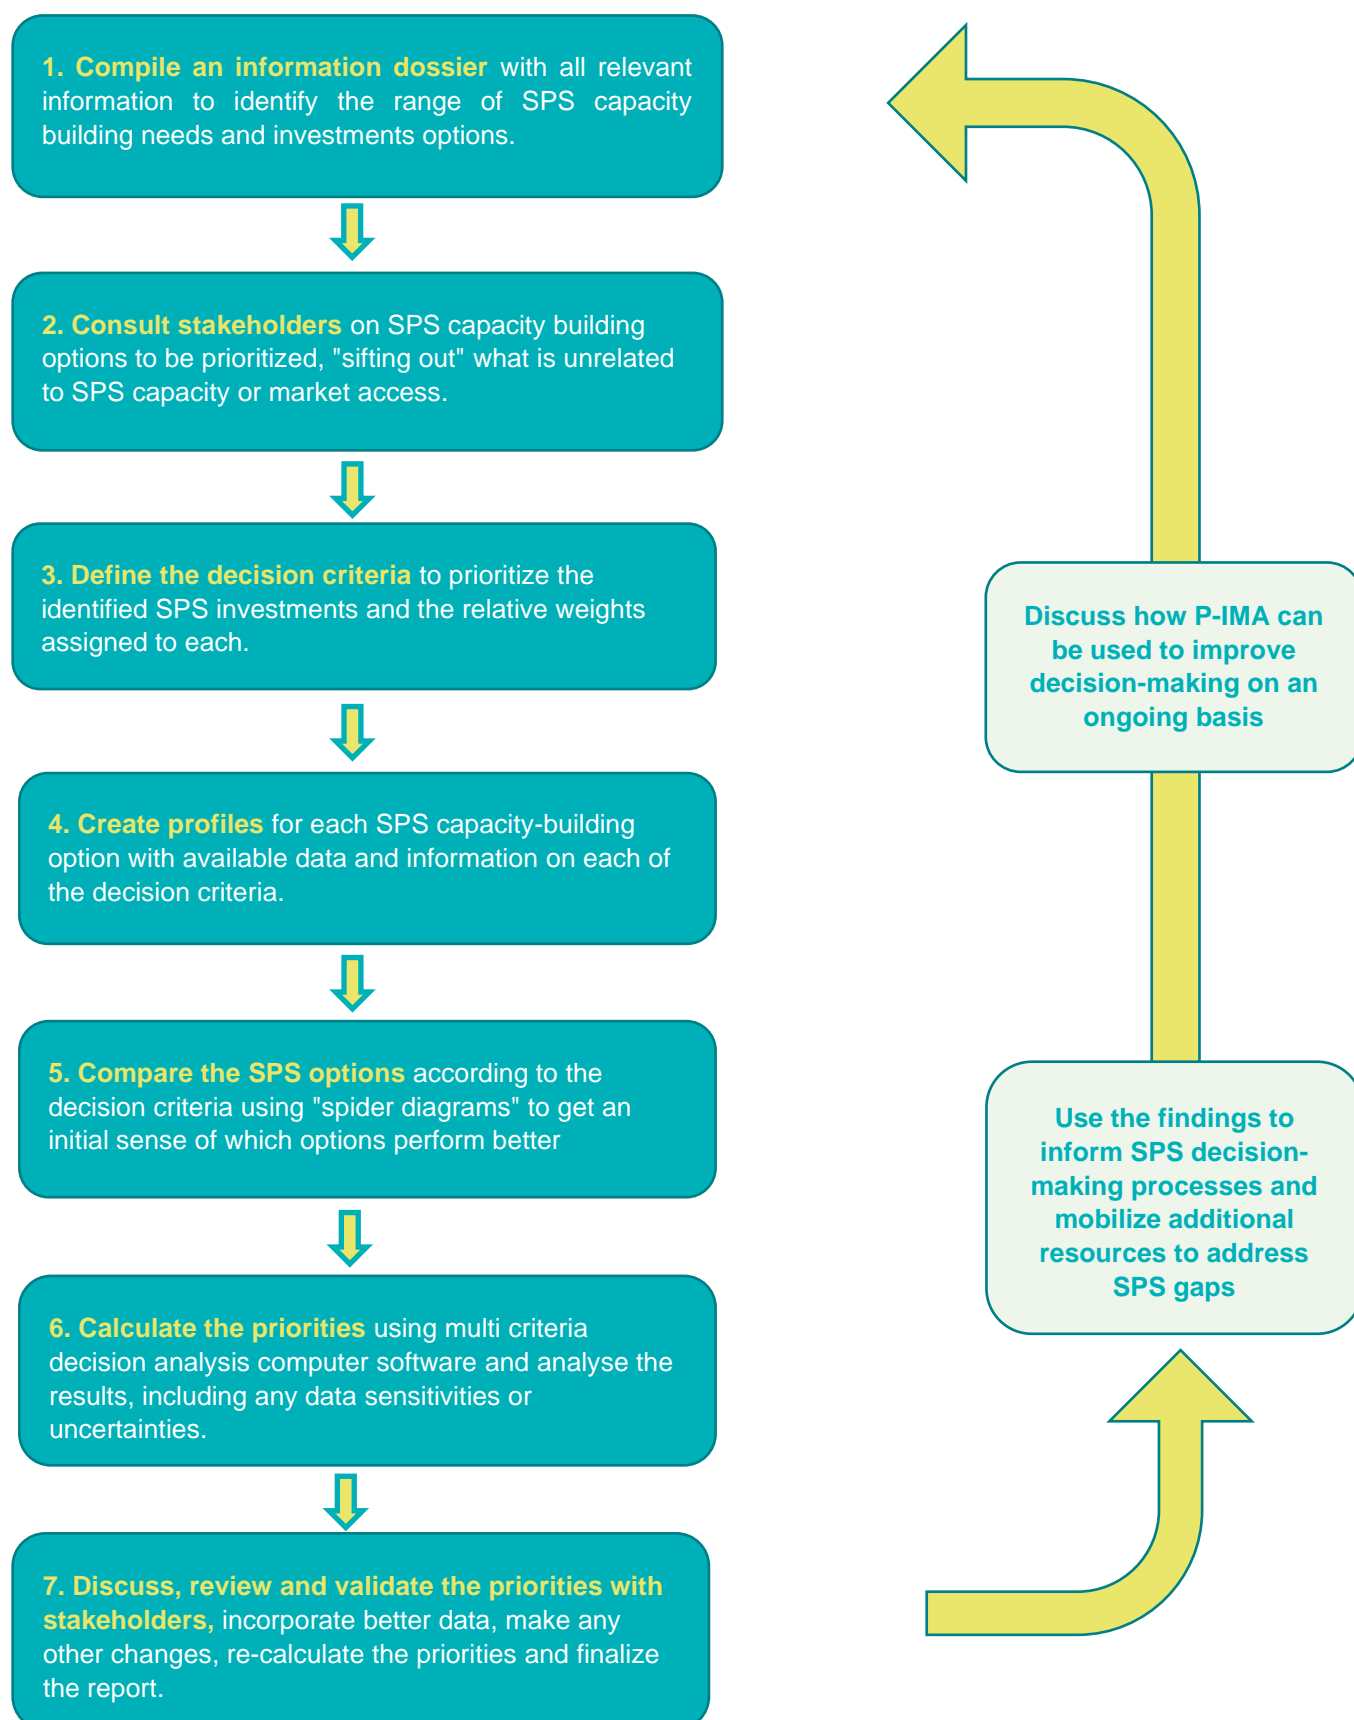 1. Compile an information dossier with all relevant
information to identify the range of SPS capacity
building needs and investments options.
2. Consult stakeholders on SPS capacity building
options to be prioritized, "sifting out" what is unrelated
to SPS capacity or market access.
3. Define the decision criteria to prioritize the
identified SPS investments and the relative weights
assigned to each.
4. Create profiles for each SPS capacity-building
option with available data and information on each of
the decision criteria.
5. Compare the SPS options according to the
decision criteria using "spider diagrams" to get an
initial sense of which options perform better
6. Calculate the priorities using multi criteria
decision analysis computer software and analyse the
results, including any data sensitivities or
uncertainties.
7. Discuss, review and validate the priorities with
stakeholders, incorporate better data, make any
other changes, re-calculate the priorities and finalize
the report.
Use the findings to
inform SPS decision-
making processes and
mobilize additional
resources to address
SPS gaps
Discuss how P-IMA can
be used to improve
decision-making on an
ongoing basis